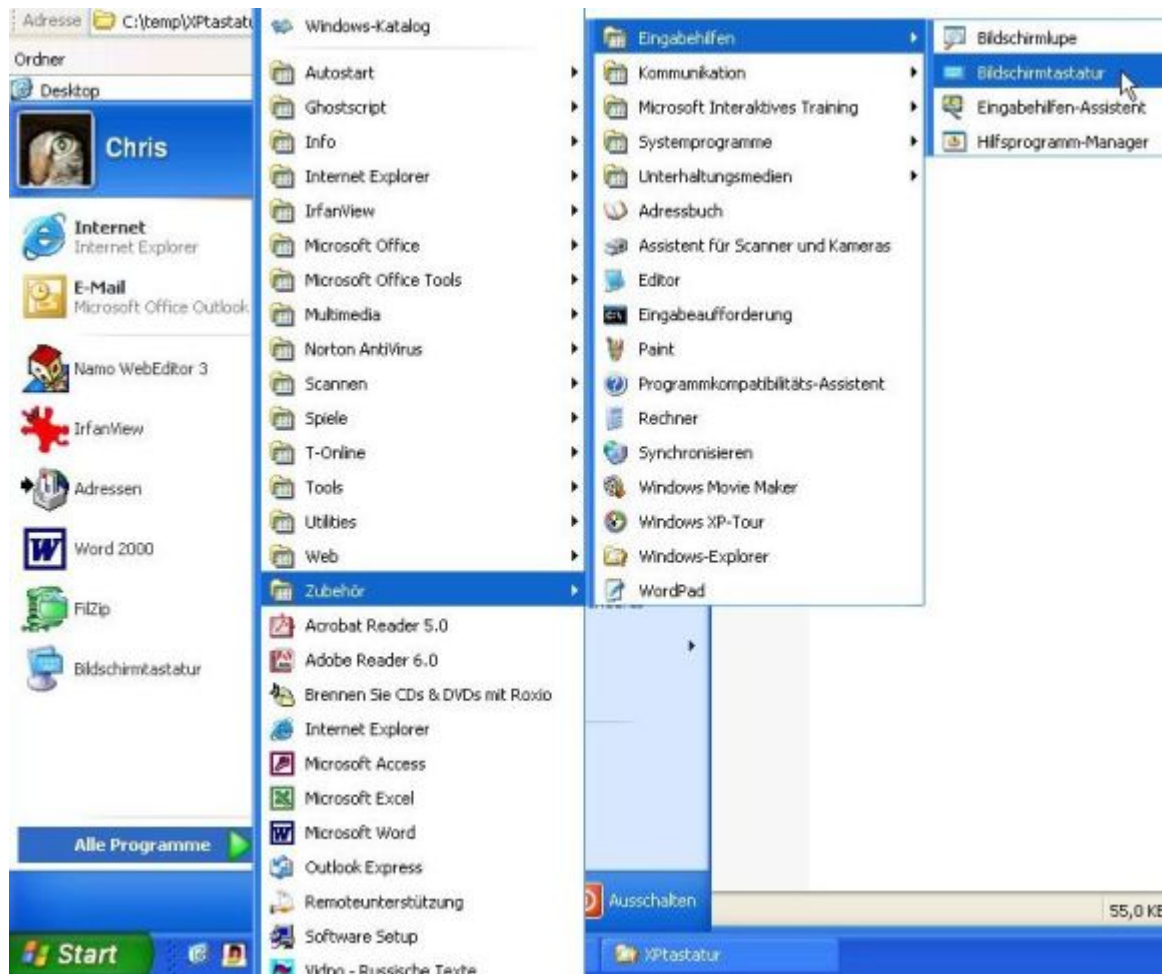 Adresse C:\temp\XPtastatu
Ordner
Desktop
Chris
Internet
Internet Explorer
E-Mail
Microsoft Office Outlook
Namo WebEditor 3
IrfanView
Adressen
Word 2000
FilZip
Bildschirmtastatur
Alle Programme
Start
Windows-Katalog
Autostart
Ghostscript
Info
Internet Explorer
IrfanView
Microsoft Office
Microsoft Office Tools
Multimedia
Norton AntiVirus
Scannen
Spiele
T-Online
Tools
Utilities
Web
Zubehör
Acrobat Reader 5.0
Adobe Reader 6.0
Brennen Sie CDs & DVDs mit Roxio
Internet Explorer
Microsoft Access
Microsoft Excel
Microsoft Word
Outlook Express
Remoteunterstützung
Software Setup
Vidpo - Russische Texte
Eingabehilfen
Kommunikation
Microsoft Interaktives Training
Systemprogramme
Unterhaltungsmedien
Adressbuch
Assistent für Scanner und Kameras
Editor
Eingabeaufforderung
Paint
Programmkompatibilitäts-Assistent
Rechner
Synchronisieren
Windows Movie Maker
Windows XP-Tour
Windows-Explorer
WordPad
Bildschirmlupe
Bildschirmtastatur
Eingabehilfen-Assistent
Hilfsprogramm-Manager
Ausschalten
55,0 KB
XPtastatur